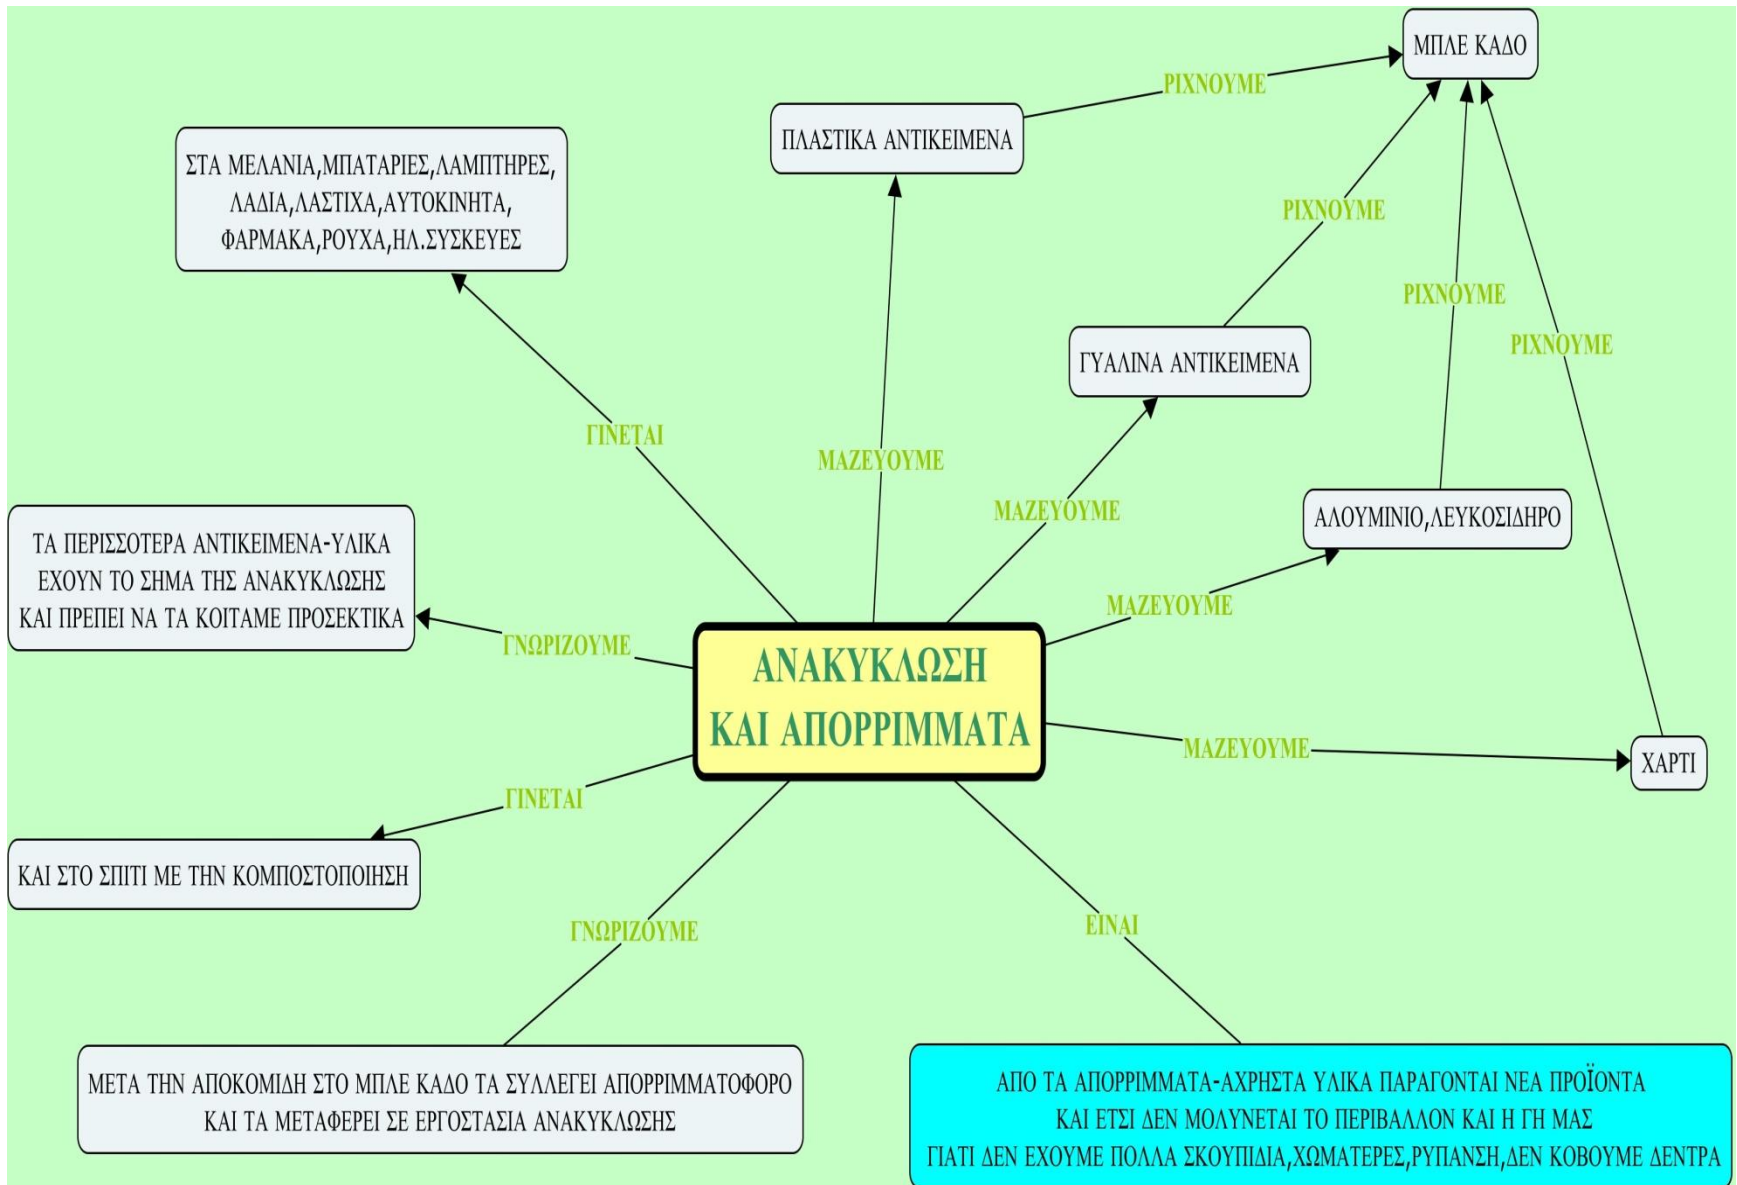 ΜΠΛΕ ΚΑΔΟ
ΡΙΧΝΟΥΜΕ
ΠΛΑΣΤΙΚΑ ΑΝΤΙΚΕΙΜΕΝΑ
ΣΤΑ ΜΕΛΑΝΙΑ,ΜΠΑΤΑΡΙΕΣ,ΛΑΜΠΤΗΡΕΣ,
ΛΑΔΙΑ,ΛΑΣΤΙΧΑ,ΑΥΤΟΚΙΝΗΤΑ,
ΦΑΡΜΑΚΑ,ΡΟΥΧΑ,ΗΛ.ΣΥΣΚΕΥΕΣ
ΡΙΧΝΟΥΜΕ
ΡΙΧΝΟΥΜΕ
ΡΙΧΝΟΥΜΕ
ΓΥΑΛΙΝΑ ΑΝΤΙΚΕΙΜΕΝΑ
ΓΙΝΕΤΑΙ
ΜΑΖΕΥΟΥΜΕ
ΜΑΖΕΥΟΥΜΕ
ΑΛΟΥΜΙΝΙΟ,ΛΕΥΚΟΣΙΔΗΡΟ
ΤΑ ΠΕΡΙΣΣΟΤΕΡΑ ΑΝΤΙΚΕΙΜΕΝΑ-ΥΛΙΚΑ
ΕΧΟΥΝ ΤΟ ΣΗΜΑ ΤΗΣ ΑΝΑΚΥΚΛΩΣΗΣ
ΚΑΙ ΠΡΕΠΕΙ ΝΑ ΤΑ ΚΟΙΤΑΜΕ ΠΡΟΣΕΚΤΙΚΑ
ΜΑΖΕΥΟΥΜΕ
ΓΝΩΡΙΖΟΥΜΕ
ΑΝΑΚΥΚΛΩΣΗ
ΚΑΙ ΑΠΟΡΡΙΜΜΑΤΑ
ΜΑΖΕΥΟΥΜΕ
ΧΑΡΤΙ
ΓΙΝΕΤΑΙ
ΚΑΙ ΣΤΟ ΣΠΙΤΙ ΜΕ ΤΗΝ ΚΟΜΠΟΣΤΟΠΟΙΗΣΗ
ΓΝΩΡΙΖΟΥΜΕ
ΕΙΝΑΙ
ΜΕΤΑ ΤΗΝ ΑΠΟΚΟΜΙΔΗ ΣΤΟ ΜΠΛΕ ΚΑΔΟ ΤΑ ΣΥΛΛΕΓΕΙ ΑΠΟΡΡΙΜΜΑΤΟΦΟΡΟ
ΚΑΙ ΤΑ ΜΕΤΑΦΕΡΕΙ ΣΕ ΕΡΓΟΣΤΑΣΙΑ ΑΝΑΚΥΚΛΩΣΗΣ
ΑΠΟ ΤΑ ΑΠΟΡΡΙΜΜΑΤΑ-ΑΧΡΗΣΤΑ ΥΛΙΚΑ ΠΑΡΑΓΟΝΤΑΙ ΝΕΑ ΠΡΟΪΟΝΤΑ
ΚΑΙ ΕΤΣΙ ΔΕΝ ΜΟΛΥΝΕΤΑΙ ΤΟ ΠΕΡΙΒΑΛΛΟΝ ΚΑΙ Η ΓΗ ΜΑΣ
ΓΙΑΤΙ ΔΕΝ ΕΧΟΥΜΕ ΠΟΛΛΑ ΣΚΟΥΠΙΔΙΑ,ΧΩΜΑΤΕΡΕΣ,ΡΥΠΑΝΣΗ,ΔΕΝ ΚΟΒΟΥΜΕ ΔΕΝΤΡΑ